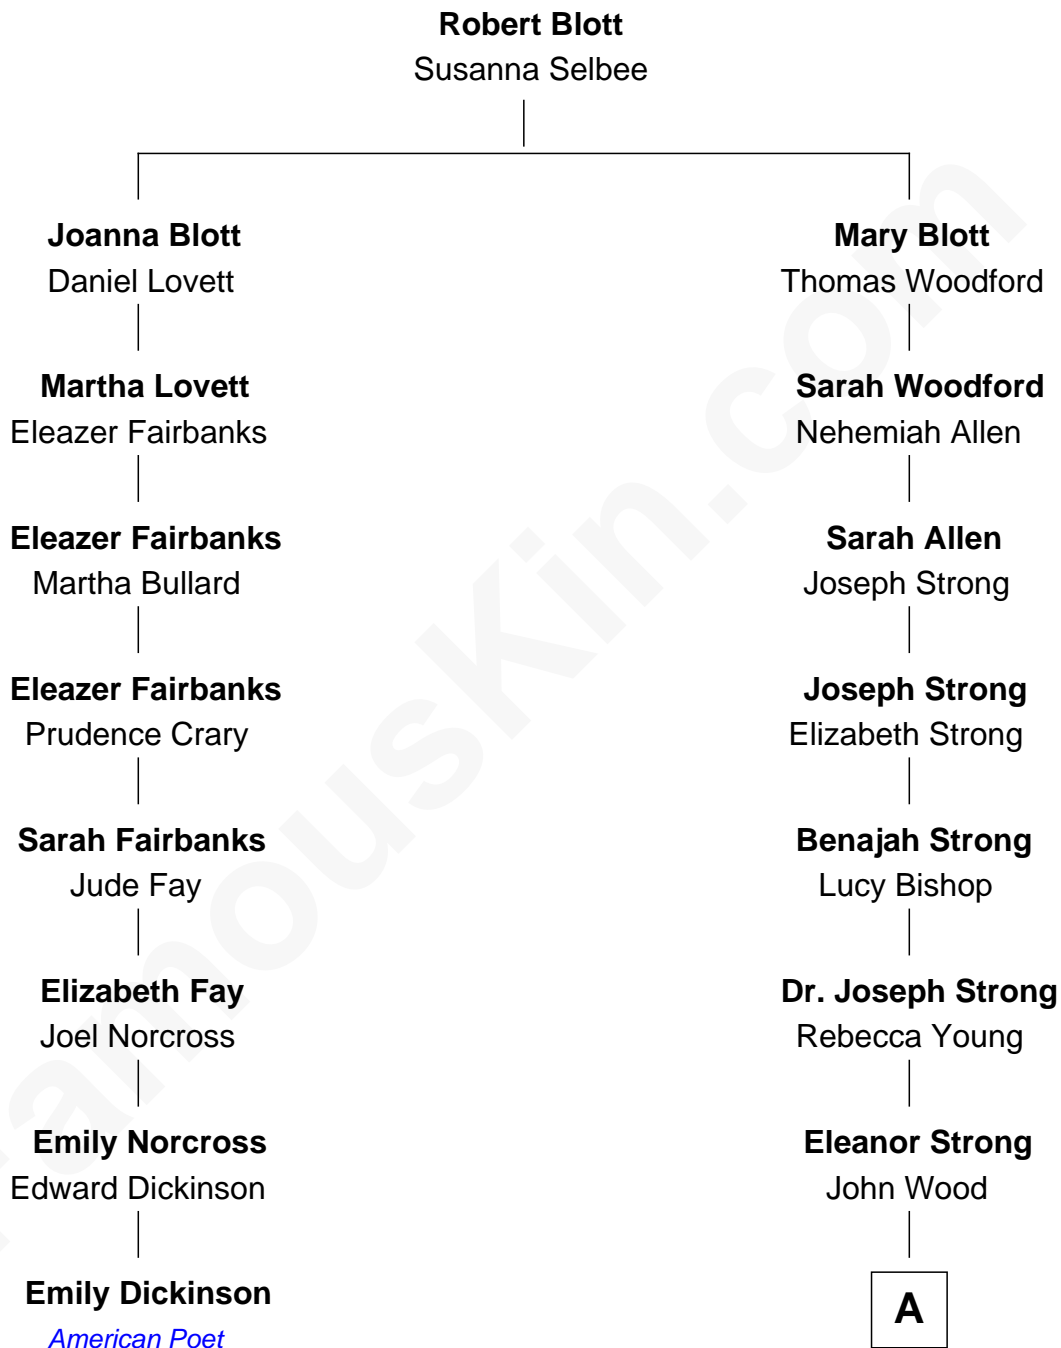 Robert Blott
Susanna Selbee
Joanna Blott
Daniel Lovett
Mary Blott
Thomas Woodford
Martha Lovett
Eleazer Fairbanks
Sarah Woodford
Nehemiah Allen
Eleazer Fairbanks
Martha Bullard
Sarah Allen
Joseph Strong
Eleazer Fairbanks
Prudence Crary
Joseph Strong
Elizabeth Strong
Sarah Fairbanks
Jude Fay
Benajah Strong
Lucy Bishop
Elizabeth Fay
Joel Norcross
Dr. Joseph Strong
Rebecca Young
Emily Norcross
Edward Dickinson
Eleanor Strong
John Wood
Emily Dickinson
American Poet
A
FamousKin.com